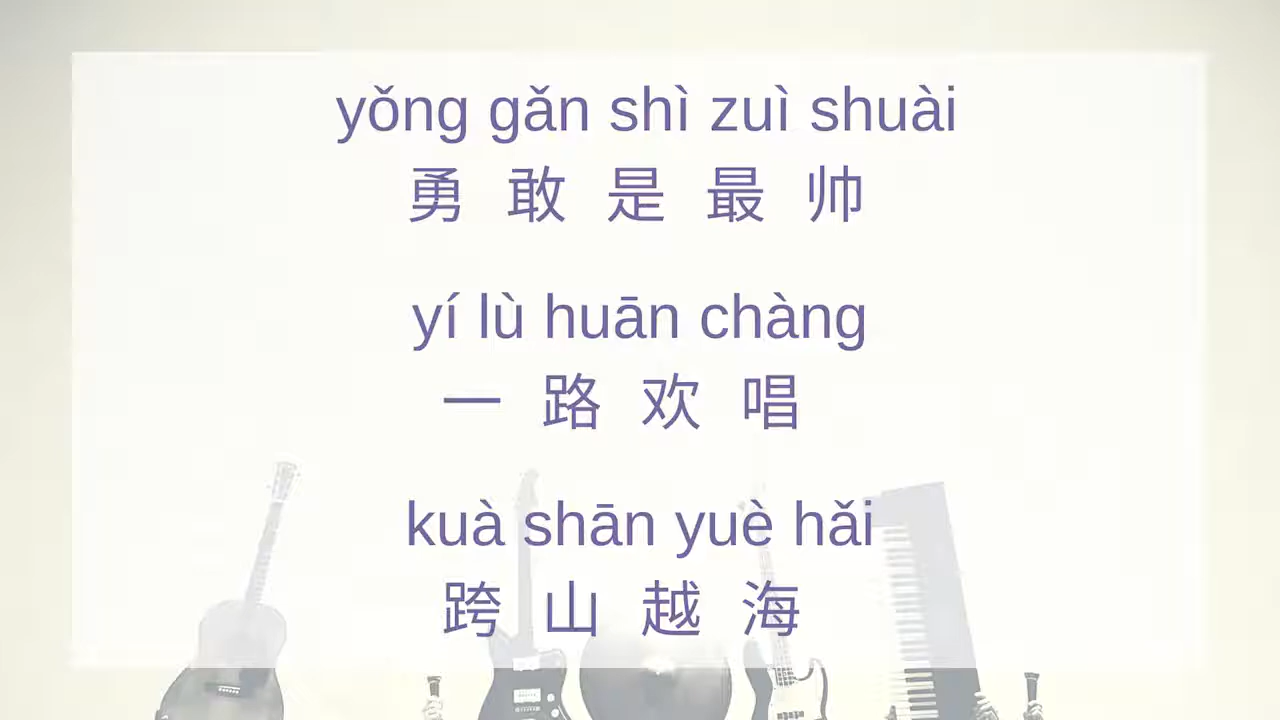 yǒng gǎn shì zuì shuài
勇 敢 是 最 帅
yí lù huān chàng
一 路 欢 唱
kuà shān yuè hǎi
跨 山 越 海